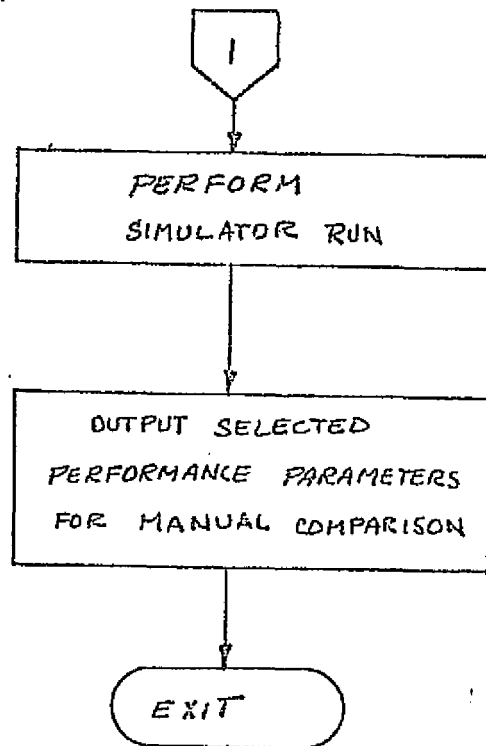 1
PERFORM
SIMULATOR RUN
OUTPUT SELECTED
PERFORMANCE PARAMETERS
FOR MANUAL COMPARISON
EXIT